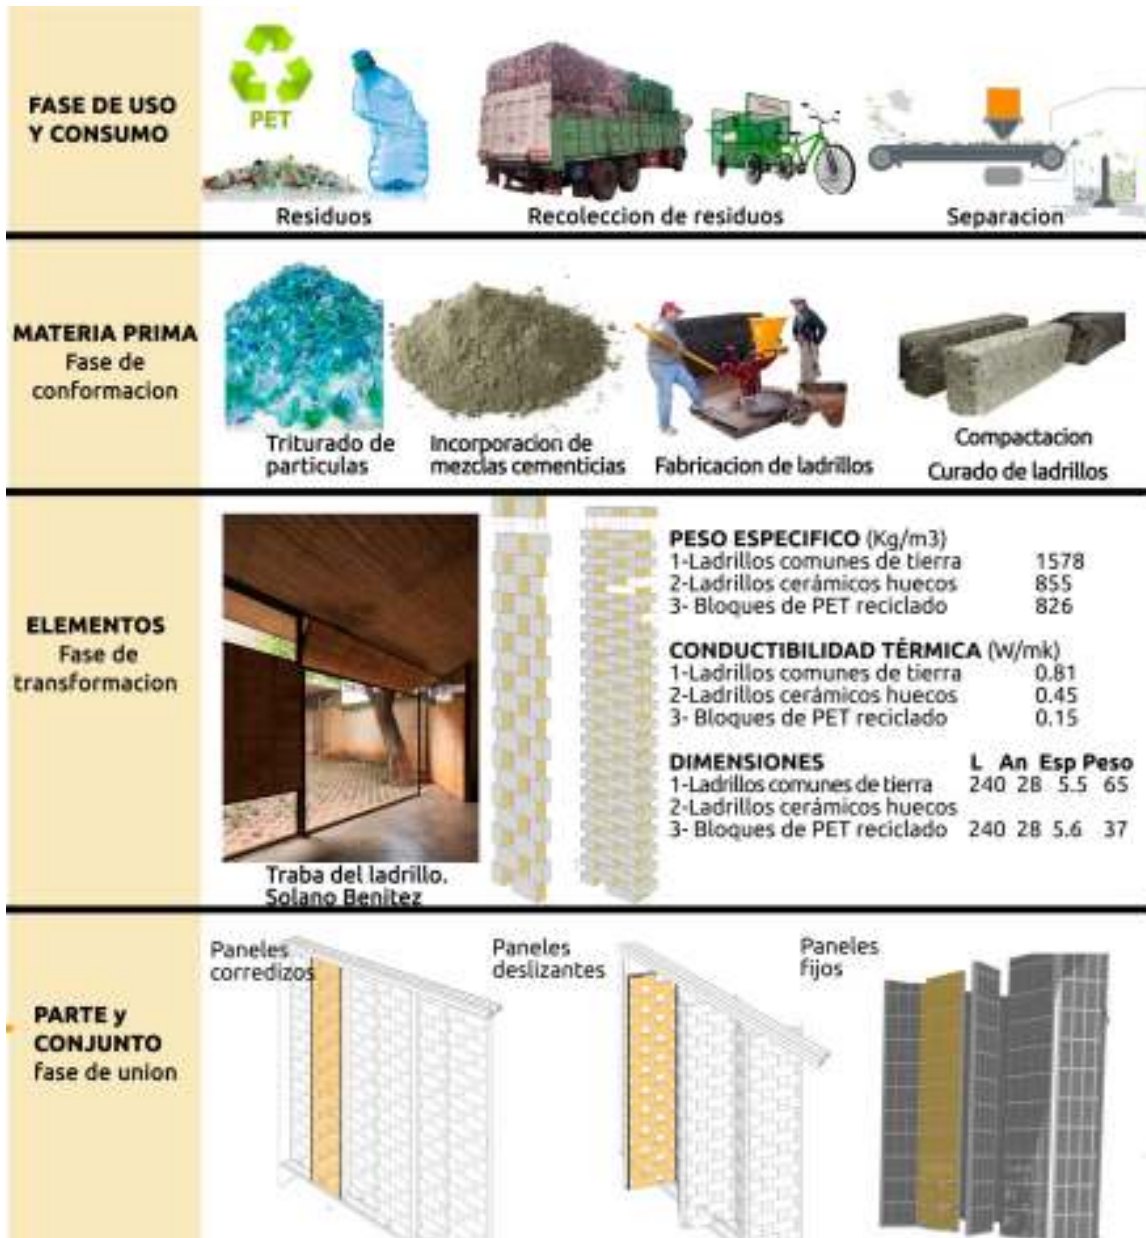 FASE DE USO
Y CONSUMO
PET
Residuos
Recoleccion de residuos
Separacion
MATERIA PRIMA
Fase de
conformacion
Triturado de
particulas
Incorporacion de
mezclas cementicias
Fabricacion de ladrillos
Compactacion
Curado de ladrillos
ELEMENTOS
Fase de
transformacion
Traba del ladrillo.
Solano Benitez
PESO ESPECIFICO (Kg/m3)
1-Ladrillos comunes de tierra 1578
2-Ladrillos cerámicos huecos 855
3- Bloques de PET reciclado 826
CONDUCTIBILIDAD TÉRMICA (W/mk)
1-Ladrillos comunes de tierra 0.81
2-Ladrillos cerámicos huecos 0.45
3- Bloques de PET reciclado 0.15
DIMENSIONES L An Esp Peso
1-Ladrillos comunes de tierra 240 28 5.5 65
2-Ladrillos cerámicos huecos
3- Bloques de PET reciclado 240 28 5.6 37
PARTE y
CONJUNTO
fase de union
Paneles
corredizos
Paneles
deslizantes
Paneles
fijos